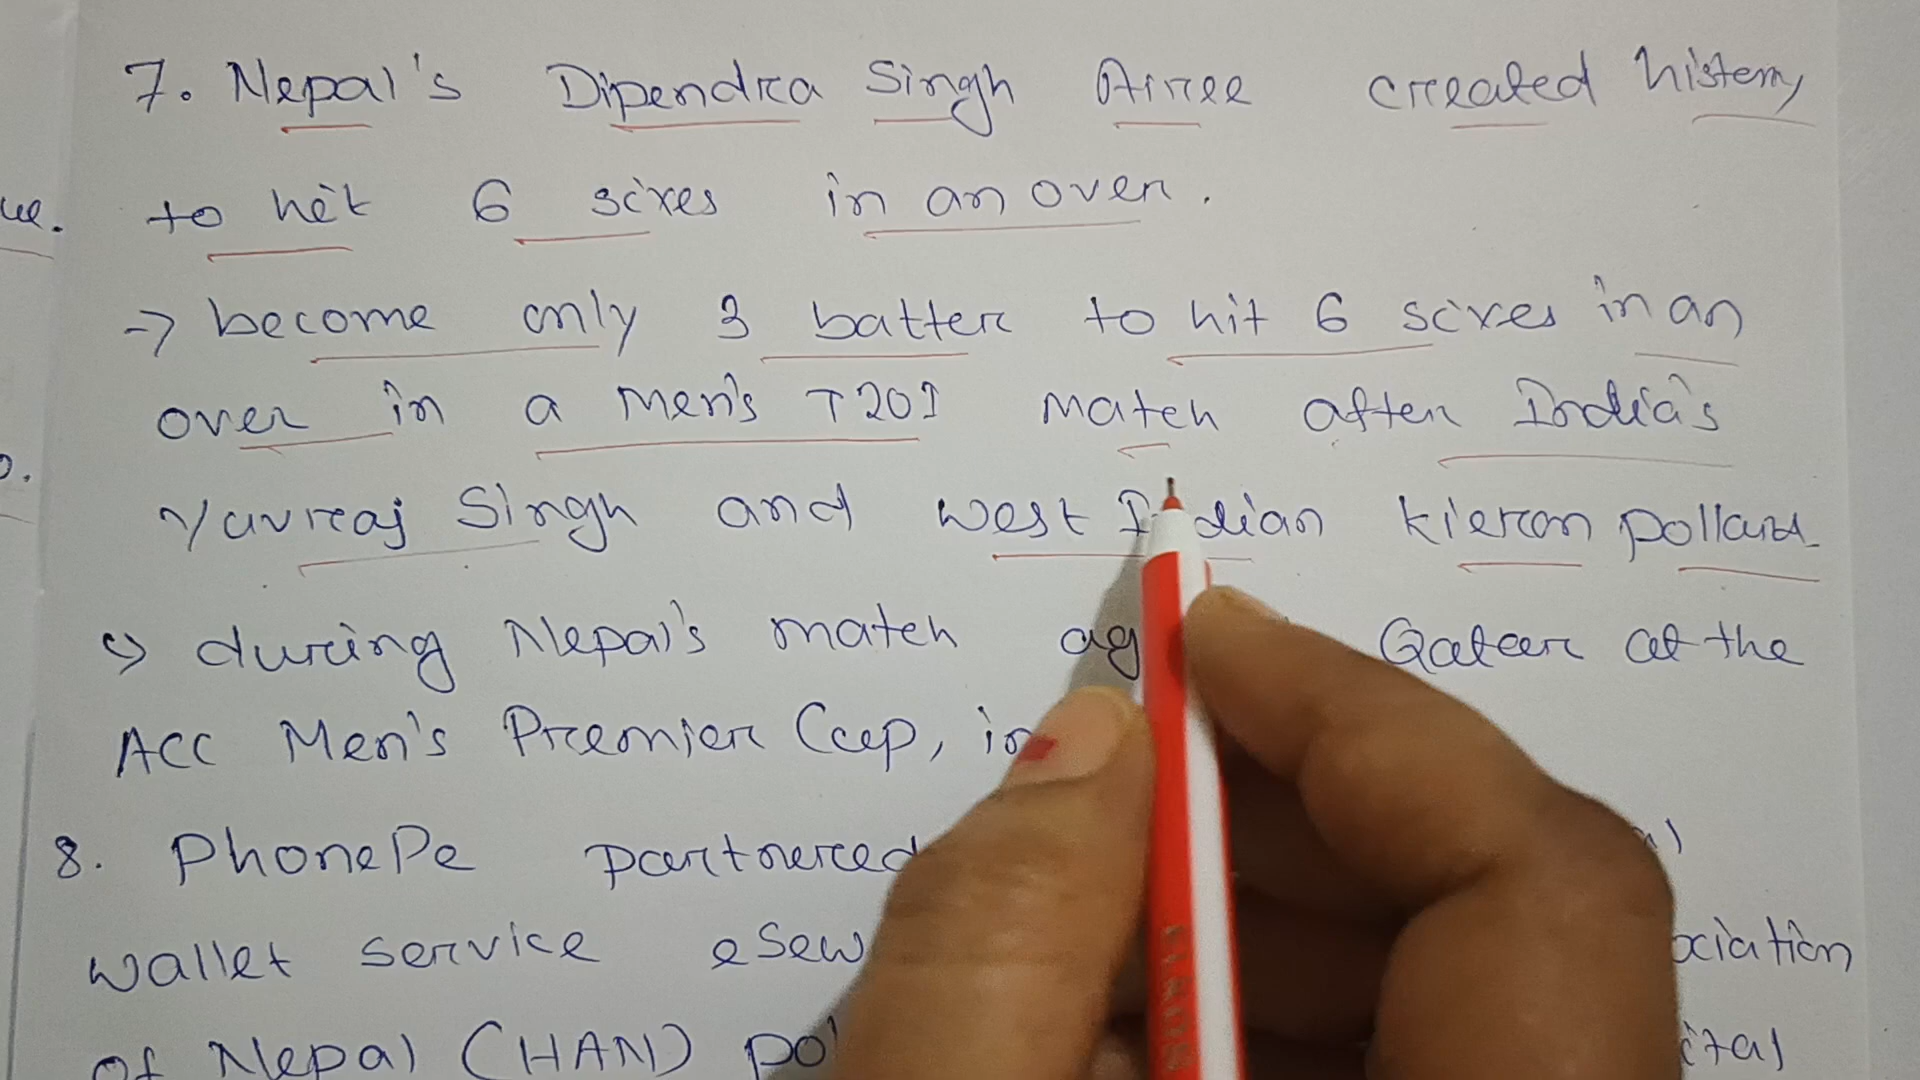 7. Nepal's Dipendra Singh Airee created history
to hit 6 sixes in an over.
→ become only 3 batter to hit 6 sixes in an
over in a Men's T20I match after India's
Yuvraj Singh and West Indian Kieron pollard
↳ during Nepal's match Qatar at the
ACC Men's Premier Cup, in
8. PhonePe partnered
wallet service
of Nepal (HAN)